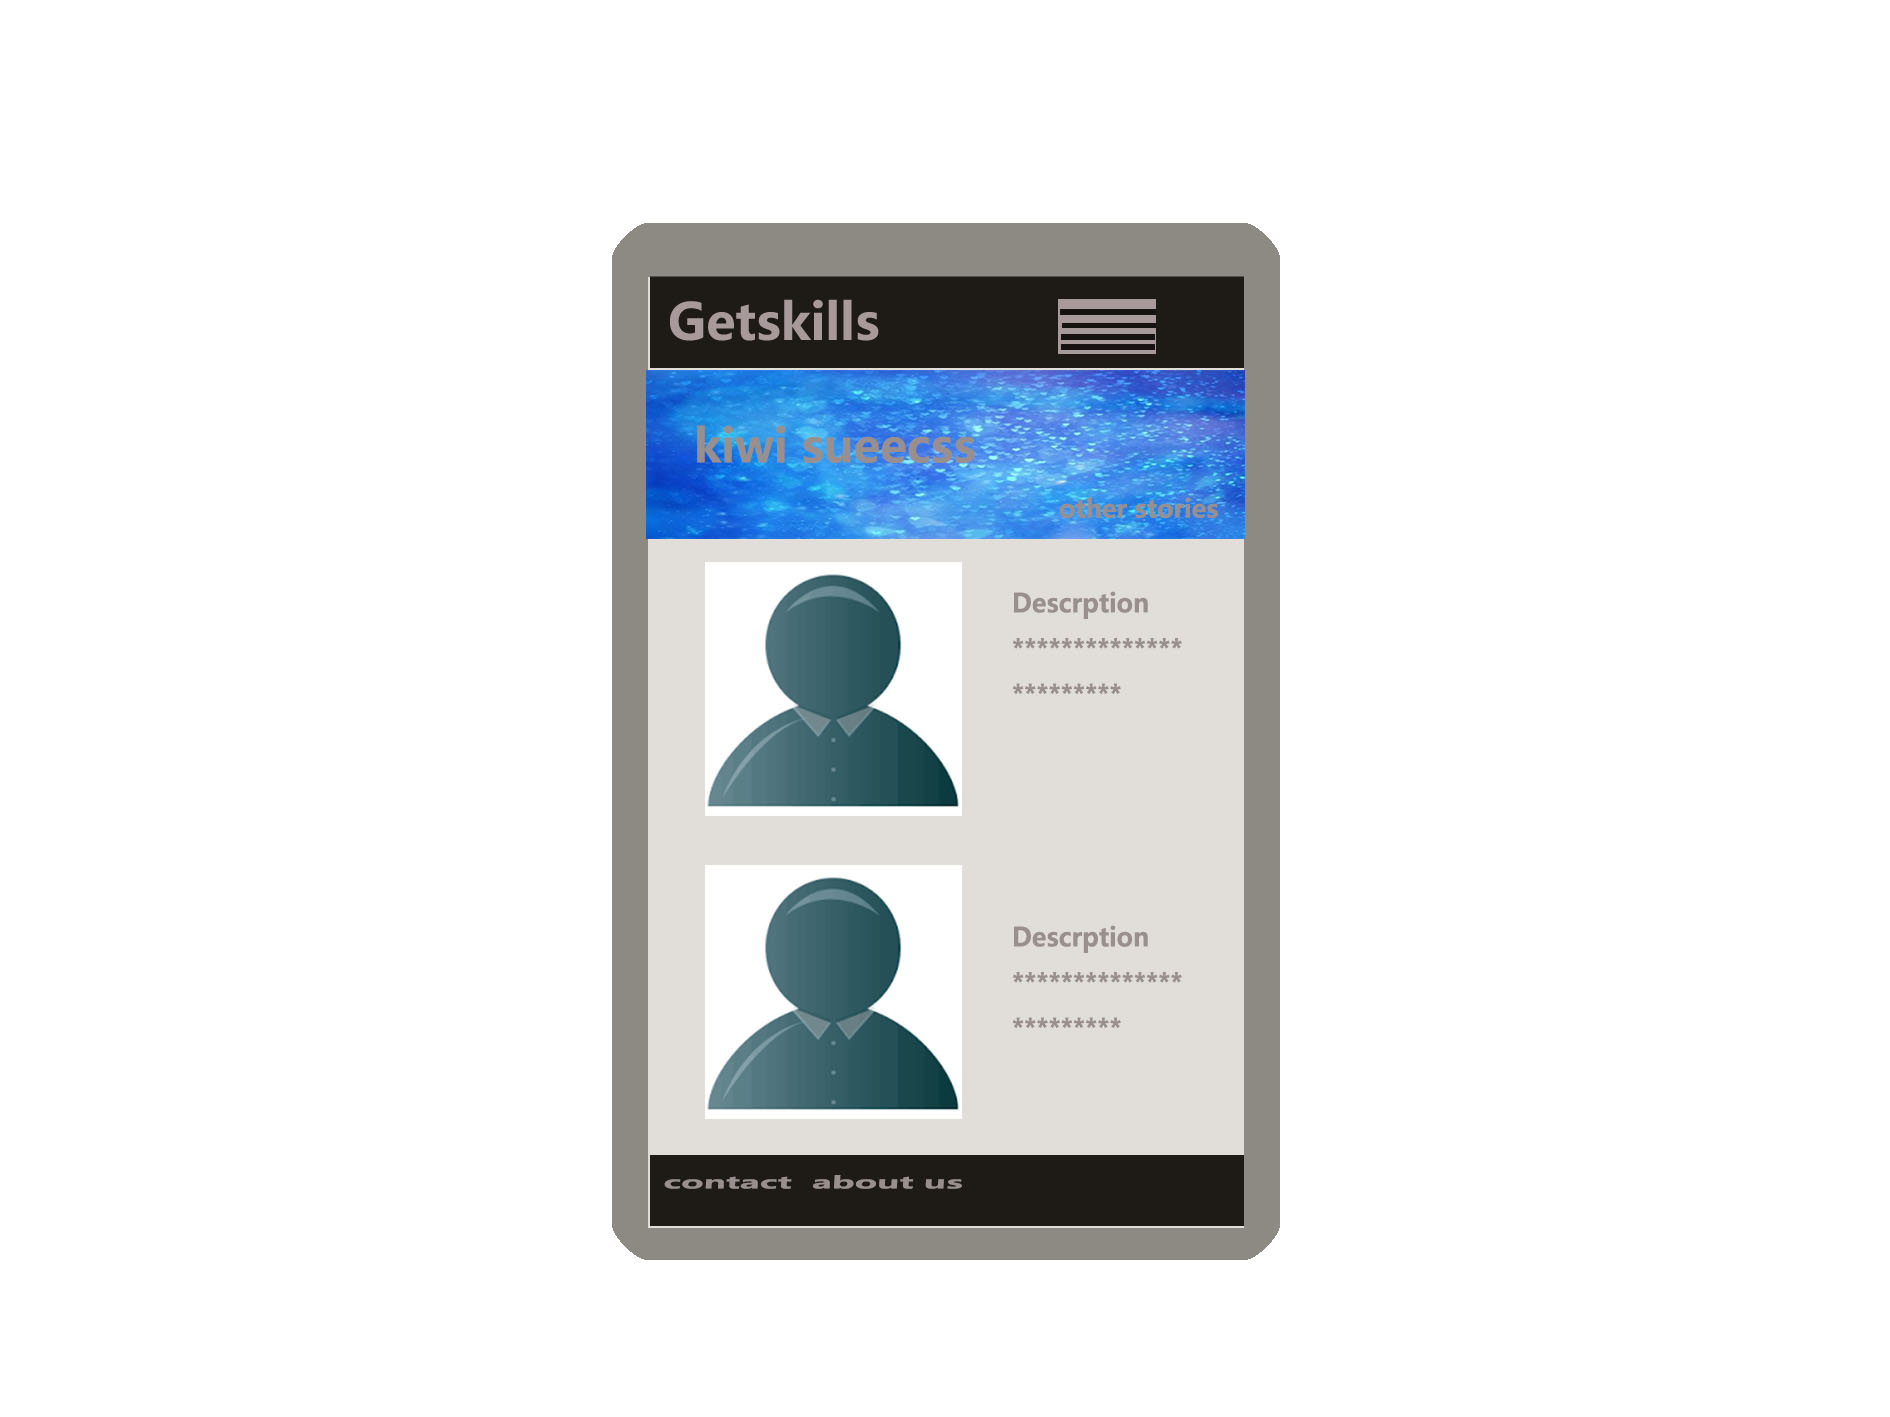 Getskills
kiwi sueecss
other stories
Descrption
**************
*********
Descrption
**************
*********
contact about us